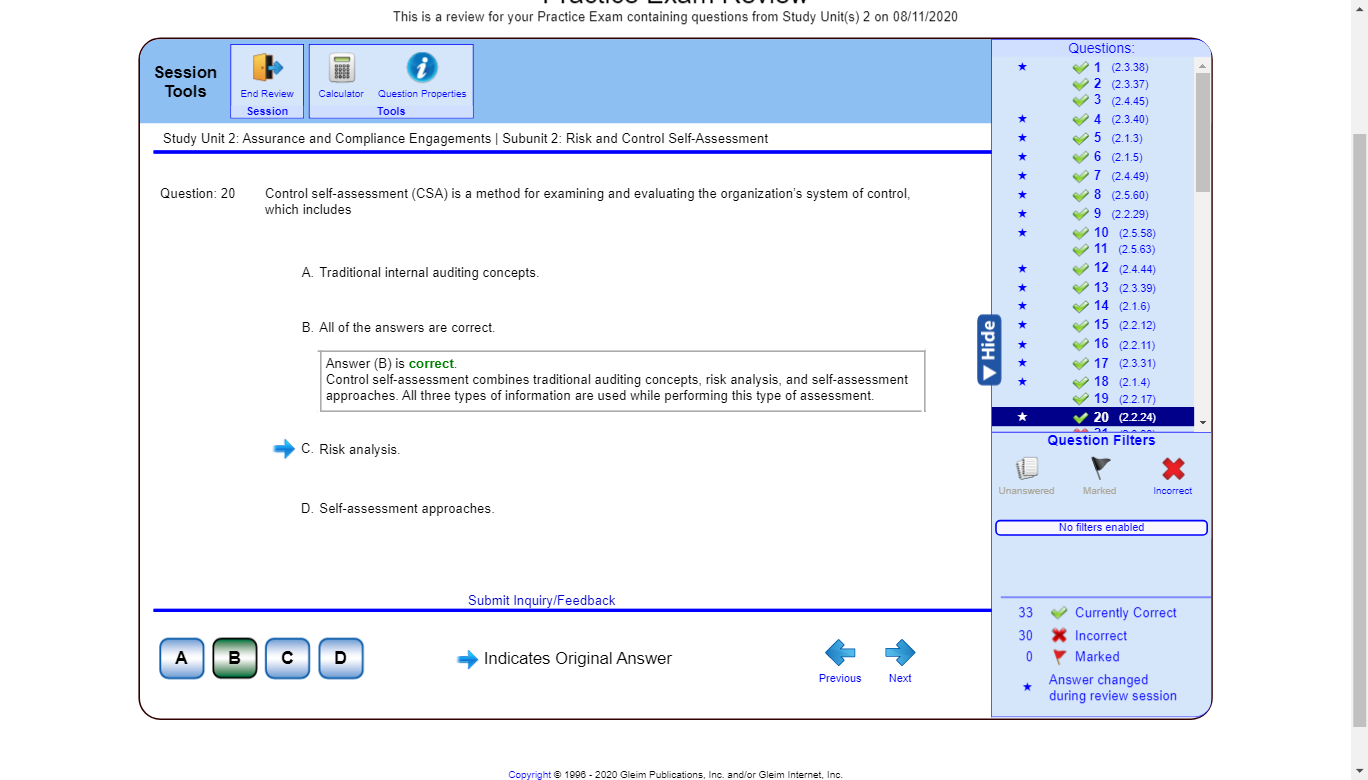 Practice Exam Review
This is a review for your Practice Exam containing questions from Study Unit(s) 2 on 08/11/2020
Session
Tools
End Review
Session
Calculator
Question Properties
Tools
Study Unit 2: Assurance and Compliance Engagements | Subunit 2: Risk and Control Self-Assessment
Question: 20
Control self-assessment (CSA) is a method for examining and evaluating the organization's system of control,
which includes
A. Traditional internal auditing concepts.
B. All of the answers are correct.
Answer (B) is correct.
Control self-assessment combines traditional auditing concepts, risk analysis, and self-assessment
approaches. All three types of information are used while performing this type of assessment.
C. Risk analysis.
D. Self-assessment approaches.
Submit Inquiry/Feedback
A B C D
Indicates Original Answer
Previous
Next
Hide
Questions:
1 (2.3.38)
2 (2.3.37)
3 (2.4.45)
4 (2.3.40)
5 (2.1.3)
6 (2.1.5)
7 (2.4.49)
8 (2.5.60)
9 (2.2.29)
10 (2.5.58)
11 (2.5.63)
12 (2.4.44)
13 (2.3.39)
14 (2.1.6)
15 (2.2.12)
16 (2.2.11)
17 (2.3.31)
18 (2.1.4)
19 (2.2.17)
20 (2.2.24)
Question Filters
Unanswered
Marked
Incorrect
No filters enabled
33 Currently Correct
30 Incorrect
0 Marked
Answer changed
during review session
Copyright © 1996 - 2020 Gleim Publications, Inc. and/or Gleim Internet, Inc.